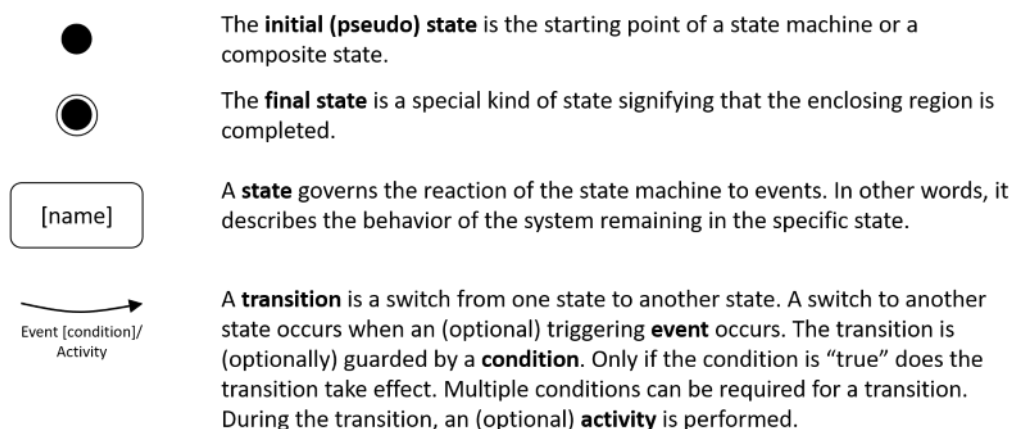 The initial (pseudo) state is the starting point of a state machine or a
composite state.
The final state is a special kind of state signifying that the enclosing region is
completed.
[name]
A state governs the reaction of the state machine to events. In other words, it
describes the behavior of the system remaining in the specific state.
Event [condition]/
Activity
A transition is a switch from one state to another state. A switch to another
state occurs when an (optional) triggering event occurs. The transition is
(optionally) guarded by a condition. Only if the condition is “true” does the
transition take effect. Multiple conditions can be required for a transition.
During the transition, an (optional) activity is performed.